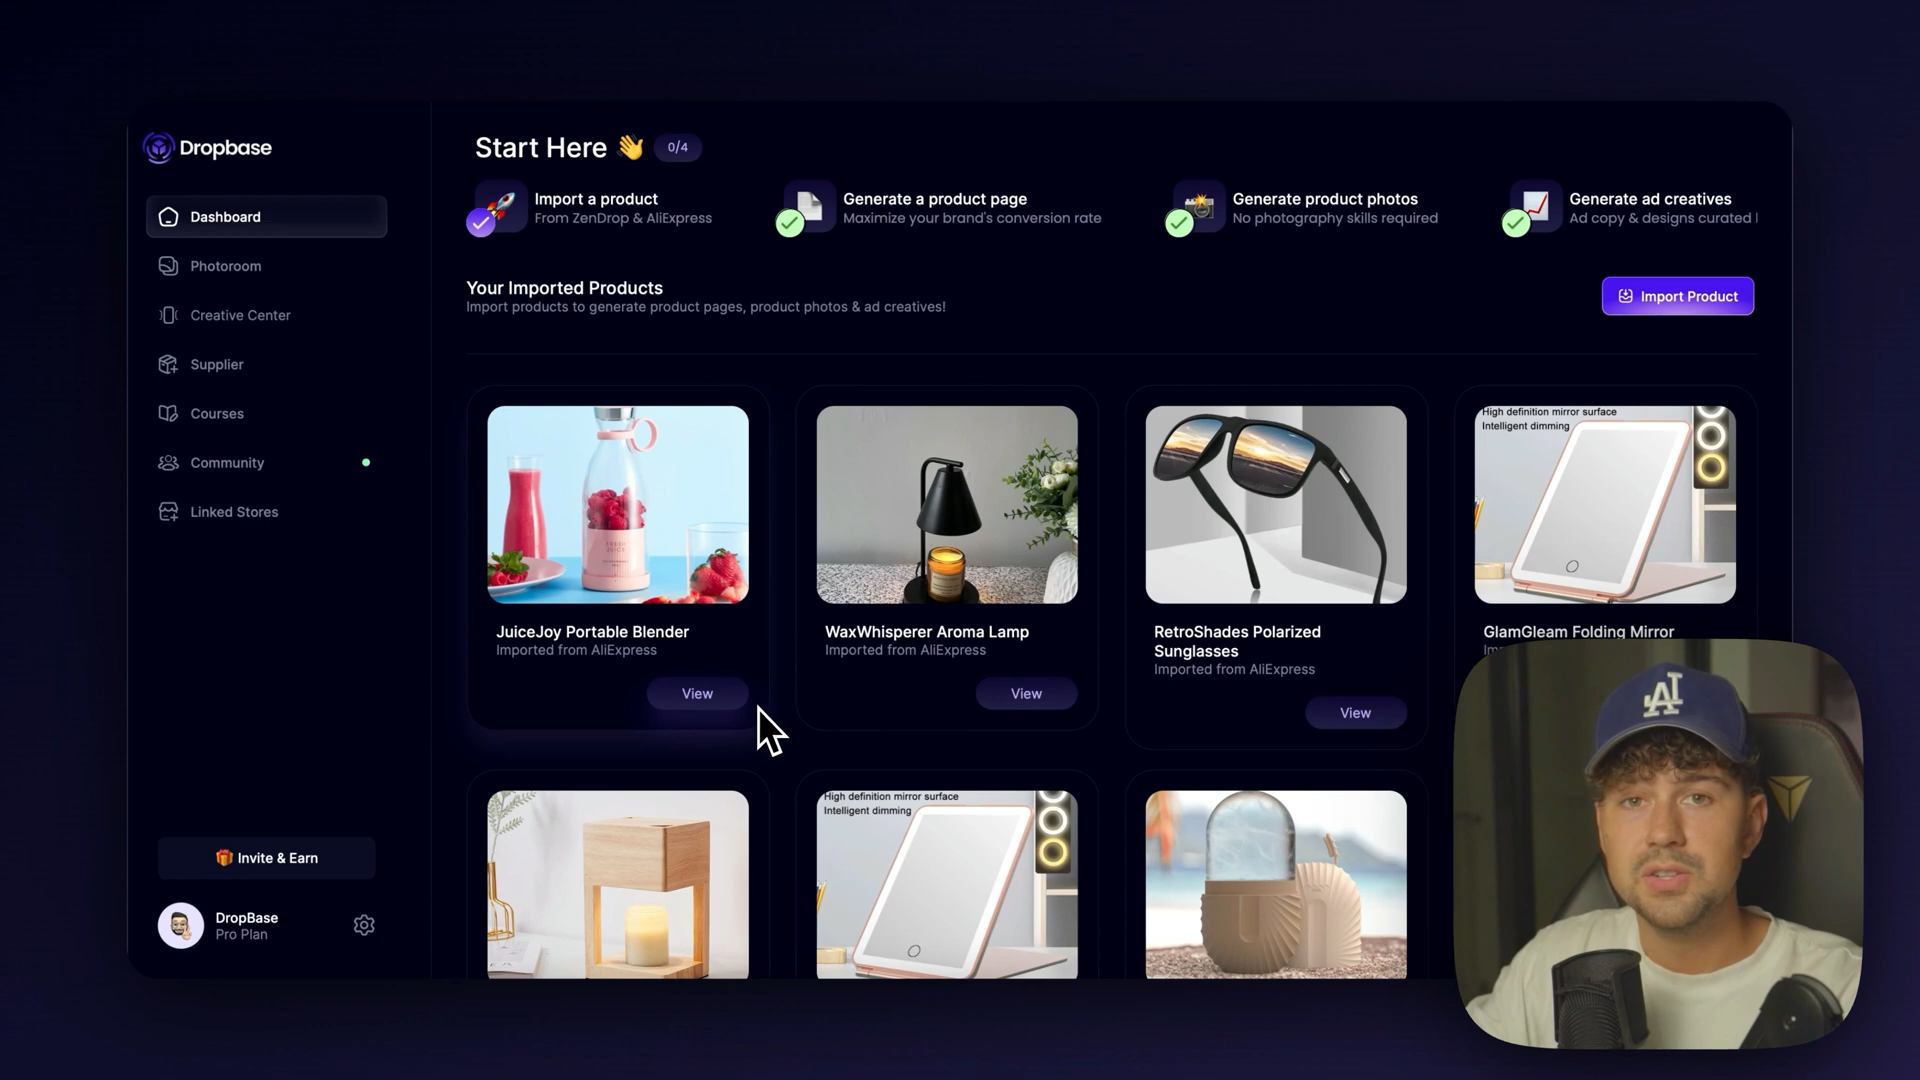 Dropbase
Dashboard
Photoroom
Creative Center
Supplier
Courses
Community
Linked Stores
Invite & Earn
DropBase
Pro Plan
Start Here
0/4
Import a product
From ZenDrop & AliExpress
Generate a product page
Maximize your brand's conversion rate
Generate product photos
No photography skills required
Generate ad creatives
Ad copy & designs curated
Your Imported Products
Import products to generate product pages, product photos & ad creatives!
Import Product
FRESH
JUICE
High definition mirror surface
Intelligent dimming
JuiceJoy Portable Blender
Imported from AliExpress
View
WaxWhisperer Aroma Lamp
Imported from AliExpress
View
RetroShades Polarized
Sunglasses
Imported from AliExpress
View
GlamGleam Folding Mirror
High definition mirror surface
Intelligent dimming
LA